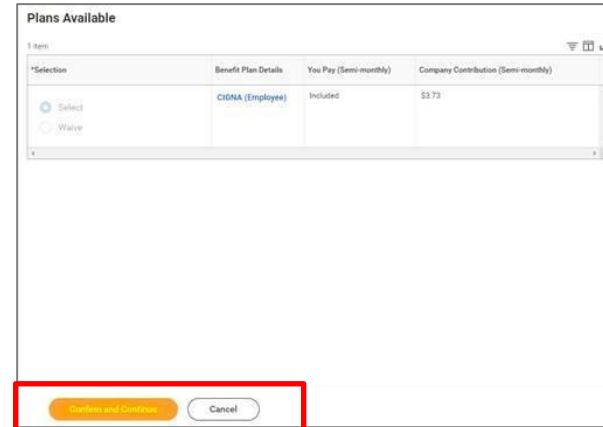 Plans Available
1 item
*Selection Benefit Plan Details You Pay (Semi-monthly) Company Contribution (Semi-monthly)
Select CIGNA (Employee) Included $3.73
Waive
Confirm and Continue Cancel